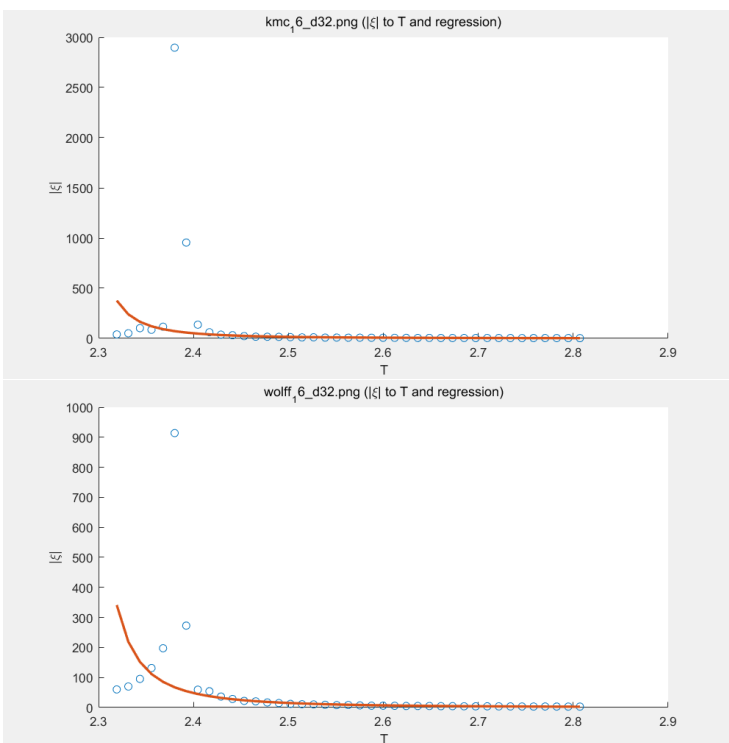 kmc_16_d32.png (|ξ| to T and regression)
3000
2500
2000
1500
1000
500
0
|ξ|
2.3 2.4 2.5 2.6 2.7 2.8 2.9
T
wolff_16_d32.png (|ξ| to T and regression)
1000
900
800
700
600
500
400
300
200
100
0
|ξ|
2.3 2.4 2.5 2.6 2.7 2.8 2.9
T